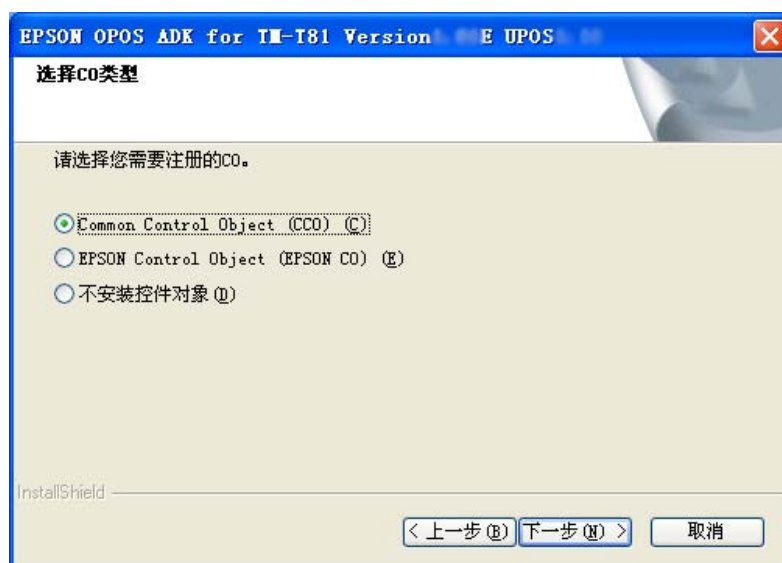 EPSON OPOS ADK for TM-T81 Version E UPOS
选择CO类型
请选择您需要注册的CO。
Common Control Object (CCO) (C)
EPSON Control Object (EPSON CO) (E)
不安装控件对象(D)
InstallShield
< 上一步(B) 下一步(N) > 取消